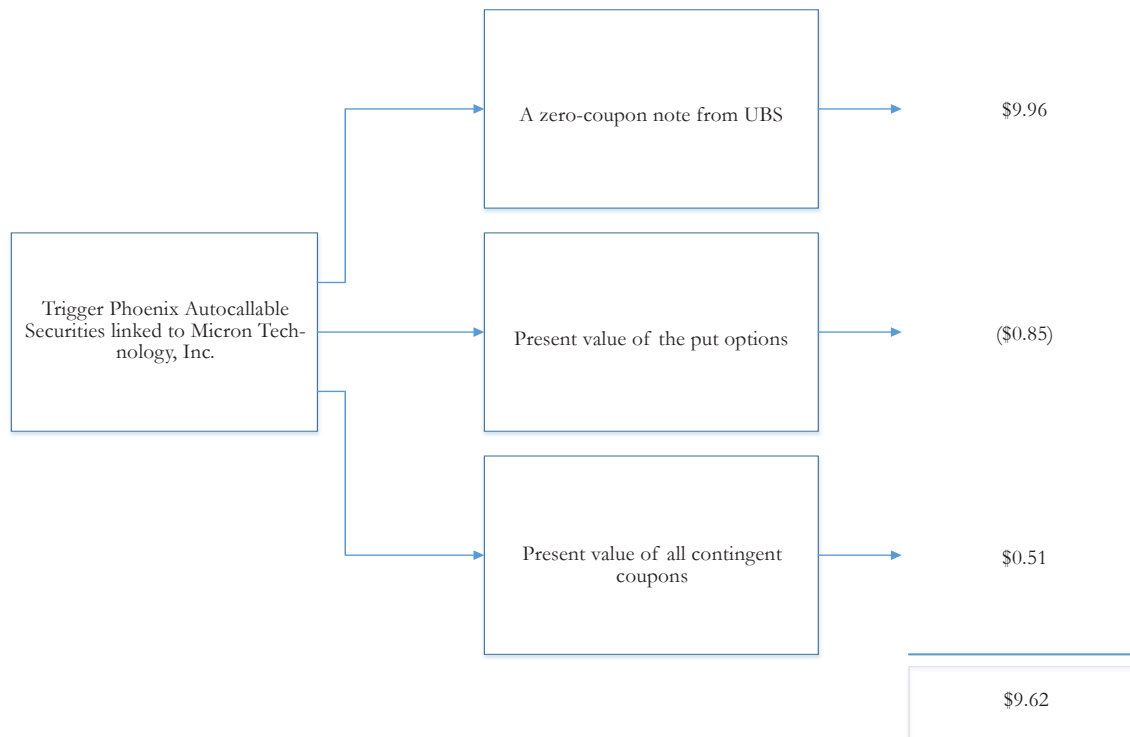 A zero-coupon note from UBS
$9.96
Trigger Phoenix Autocallable
Securities linked to Micron Tech-
nology, Inc.
Present value of the put options
($0.85)
Present value of all contingent
coupons
$0.51
$9.62